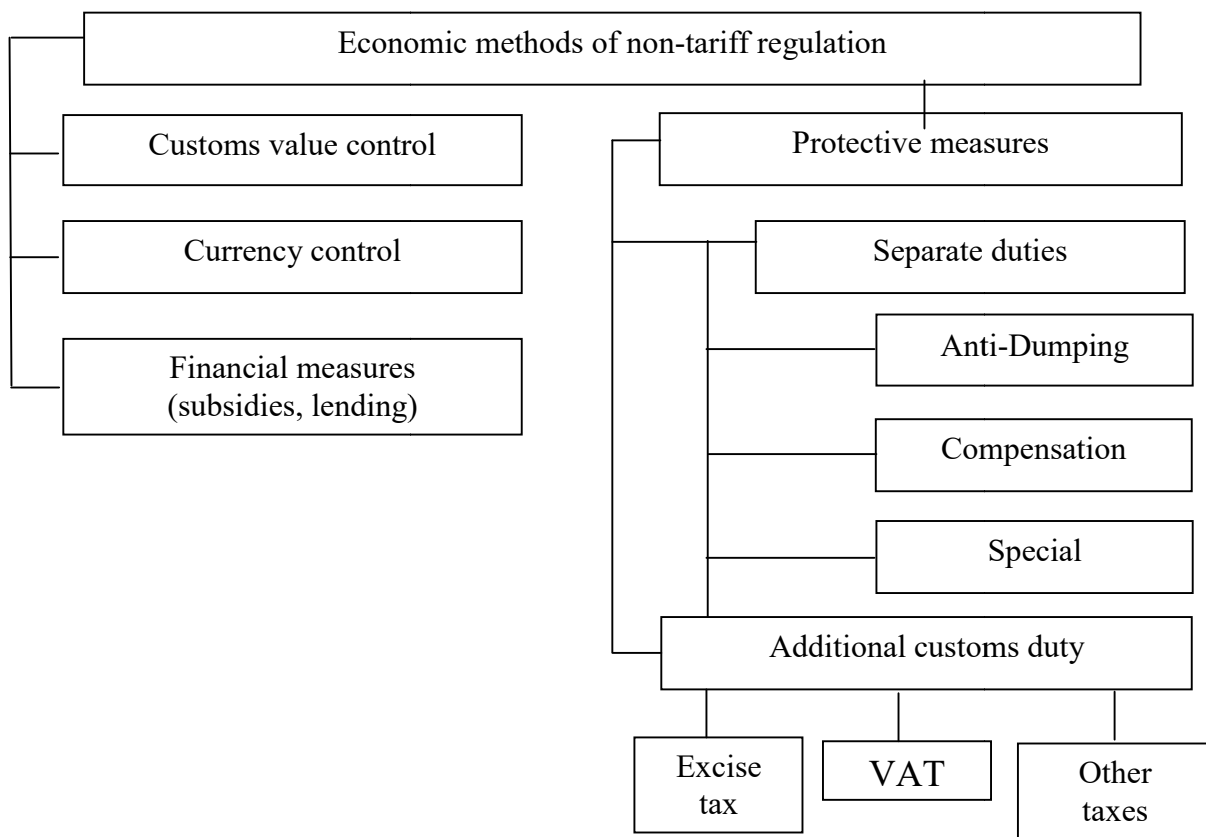 Economic methods of non-tariff regulation
Customs value control
Currency control
Financial measures
(subsidies, lending)
Protective measures
Separate duties
Anti-Dumping
Compensation
Special
Additional customs duty
Excise
tax
VAT
Other
taxes